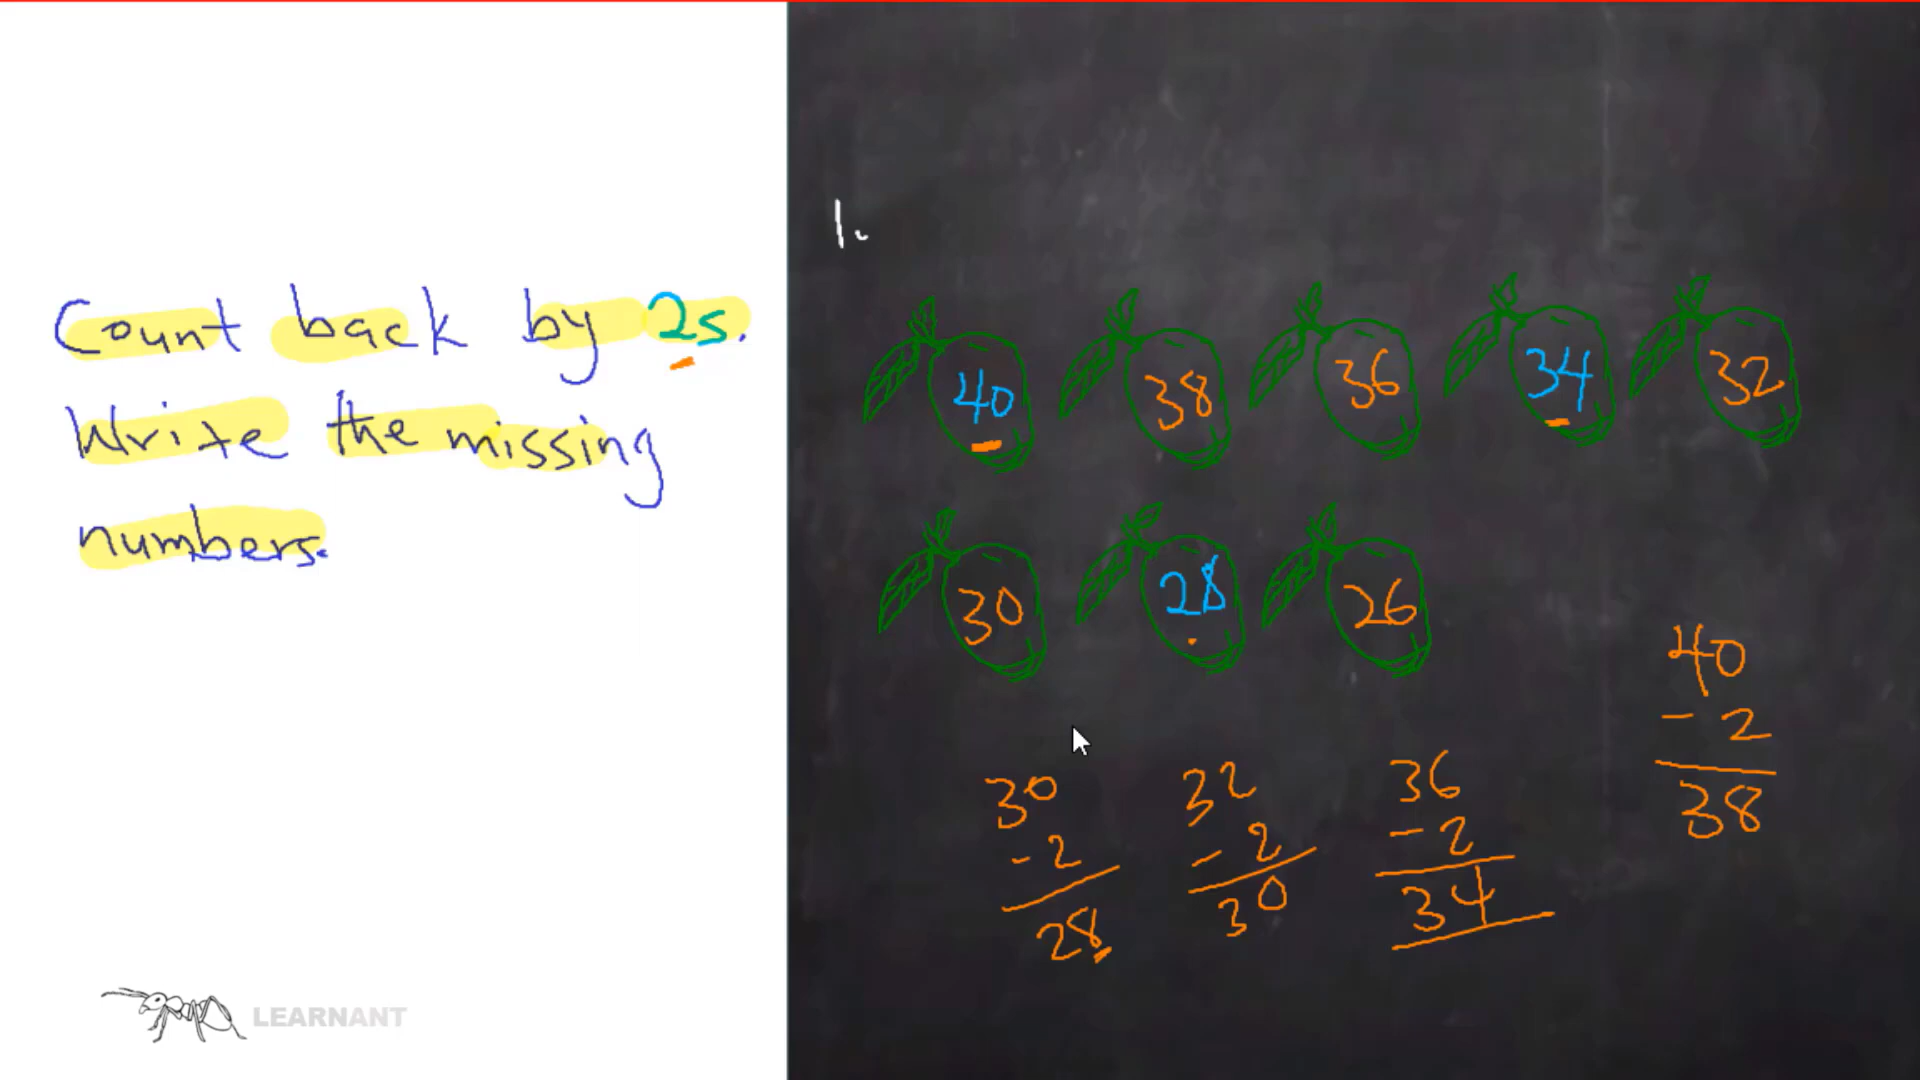 Count back by 2s.
Write the missing
numbers.
LEARNANT
1.
40 38 36 34 32
30 28 26
30
- 2
28
32
- 2
30
36
- 2
34
40
- 2
38